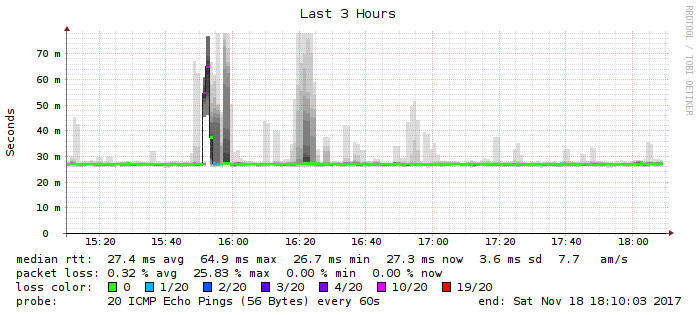 Last 3 Hours
RRDTOOL / TOBI OETIKER
Seconds
70 m
60 m
50 m
40 m
30 m
20 m
10 m
0
15:20 15:40 16:00 16:20 16:40 17:00 17:20 17:40 18:00
median rtt: 27.4 ms avg 64.9 ms max 26.7 ms min 27.3 ms now 3.6 ms sd 7.7 am/s
packet loss: 0.32 % avg 25.83 % max 0.00 % min 0.00 % now
loss color: 0 1/20 2/20 3/20 4/20 10/20 19/20
probe: 20 ICMP Echo Pings (56 Bytes) every 60s end: Sat Nov 18 18:10:03 2017